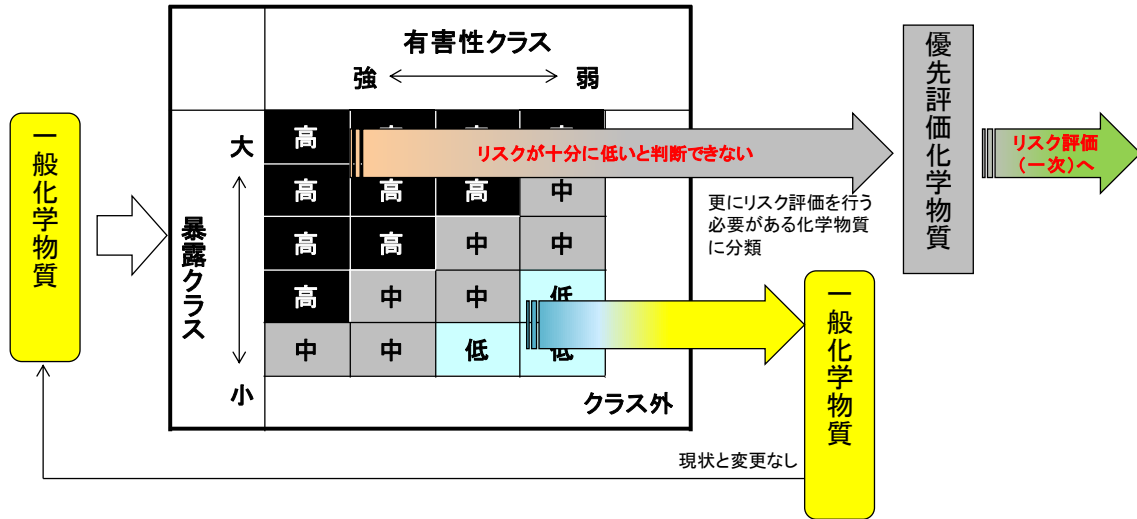 有害性クラス
強
弱
一般化学物質
暴露クラス
大
小
高
高 高 高 中
高 高 中 中
高 中 中 低
中 中 低 低
クラス外
リスクが十分に低いと判断できない
更にリスク評価を行う
必要がある化学物質
に分類
優先評価化学物質
リスク評価
(一次)へ
一般化学物質
現状と変更なし